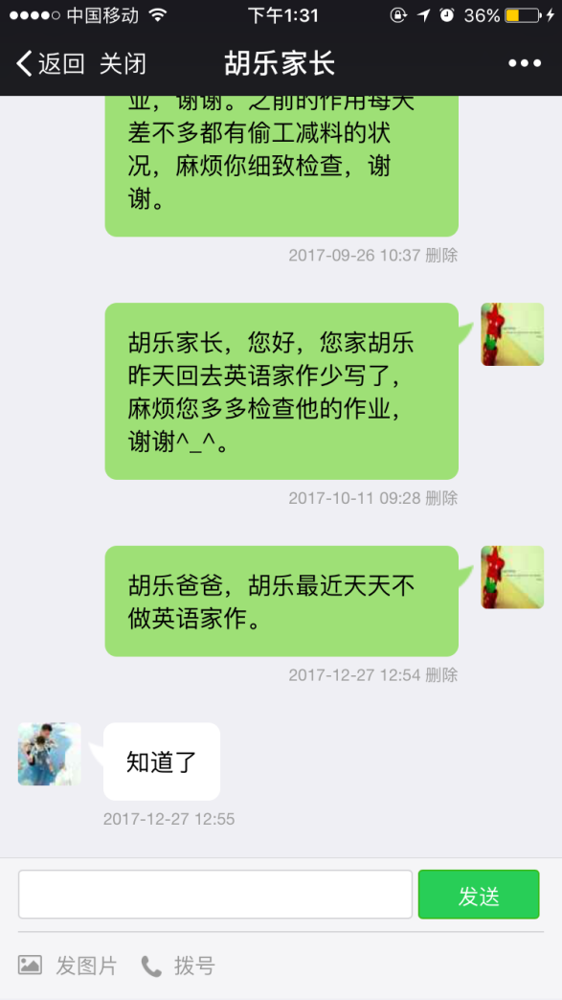 中国移动 下午1:31 36%
返回 关闭 胡乐家长
业，谢谢。之前的作用每天
差不多都有偷工减料的状
况，麻烦你细致检查，谢
谢。
2017-09-26 10:37 删除
胡乐家长，您好，您家胡乐
昨天回去英语家作少写了，
麻烦您多多检查他的作业，
谢谢^_^。
2017-10-11 09:28 删除
胡乐爸爸，胡乐最近天天不
做英语家作。
2017-12-27 12:54 删除
知道了
2017-12-27 12:55
发送
发图片 拨号